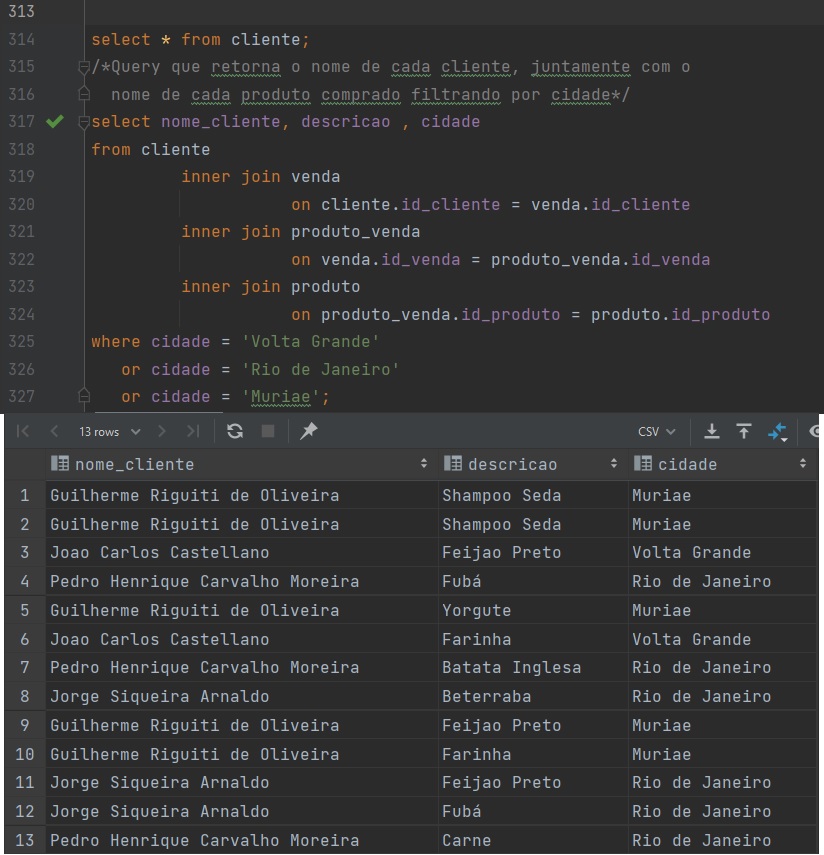 313
314 select * from cliente;
315 /*Query que retorna o nome de cada cliente, juntamente com o
316 nome de cada produto comprado filtrando por cidade*/
317 select nome_cliente, descricao , cidade
318 from cliente
319 inner join venda
320 on cliente.id_cliente = venda.id_cliente
321 inner join produto_venda
322 on venda.id_venda = produto_venda.id_venda
323 inner join produto
324 on produto_venda.id_produto = produto.id_produto
325 where cidade = 'Volta Grande'
326 or cidade = 'Rio de Janeiro'
327 or cidade = 'Muriae';
13 rows CSV
nome_cliente descricao cidade
1 Guilherme Riguiti de Oliveira Shampoo Seda Muriae
2 Guilherme Riguiti de Oliveira Shampoo Seda Muriae
3 Joao Carlos Castellano Feijao Preto Volta Grande
4 Pedro Henrique Carvalho Moreira Fubá Rio de Janeiro
5 Guilherme Riguiti de Oliveira Yorgute Muriae
6 Joao Carlos Castellano Farinha Volta Grande
7 Pedro Henrique Carvalho Moreira Batata Inglesa Rio de Janeiro
8 Jorge Siqueira Arnaldo Beterraba Rio de Janeiro
9 Guilherme Riguiti de Oliveira Feijao Preto Muriae
10 Guilherme Riguiti de Oliveira Farinha Muriae
11 Jorge Siqueira Arnaldo Feijao Preto Rio de Janeiro
12 Jorge Siqueira Arnaldo Fubá Rio de Janeiro
13 Pedro Henrique Carvalho Moreira Carne Rio de Janeiro